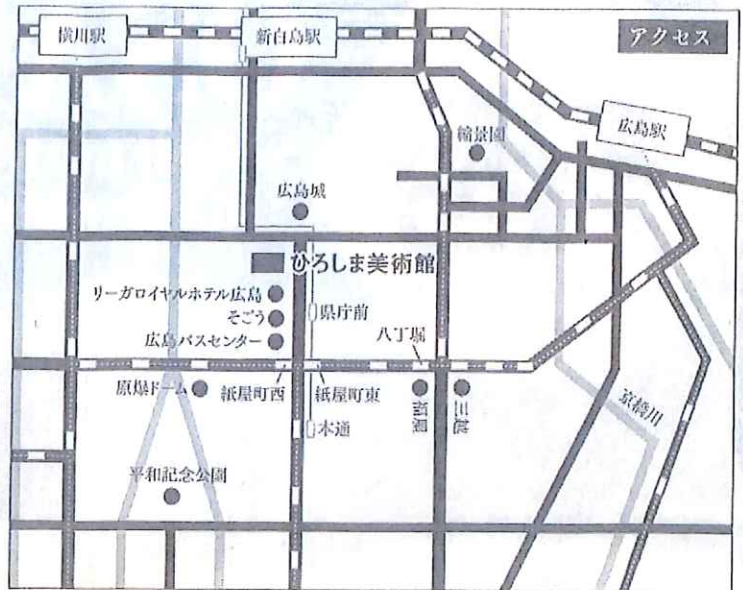 アクセス
横川駅
新白島駅
広島駅
縮景園
広島城
ひろしま美術館
リーガロイヤルホテル広島
そごう
県庁前
広島バスセンター
八丁堀
原爆ドーム
紙屋町西
紙屋町東
福屋
三越
京橋川
本通
平和記念公園